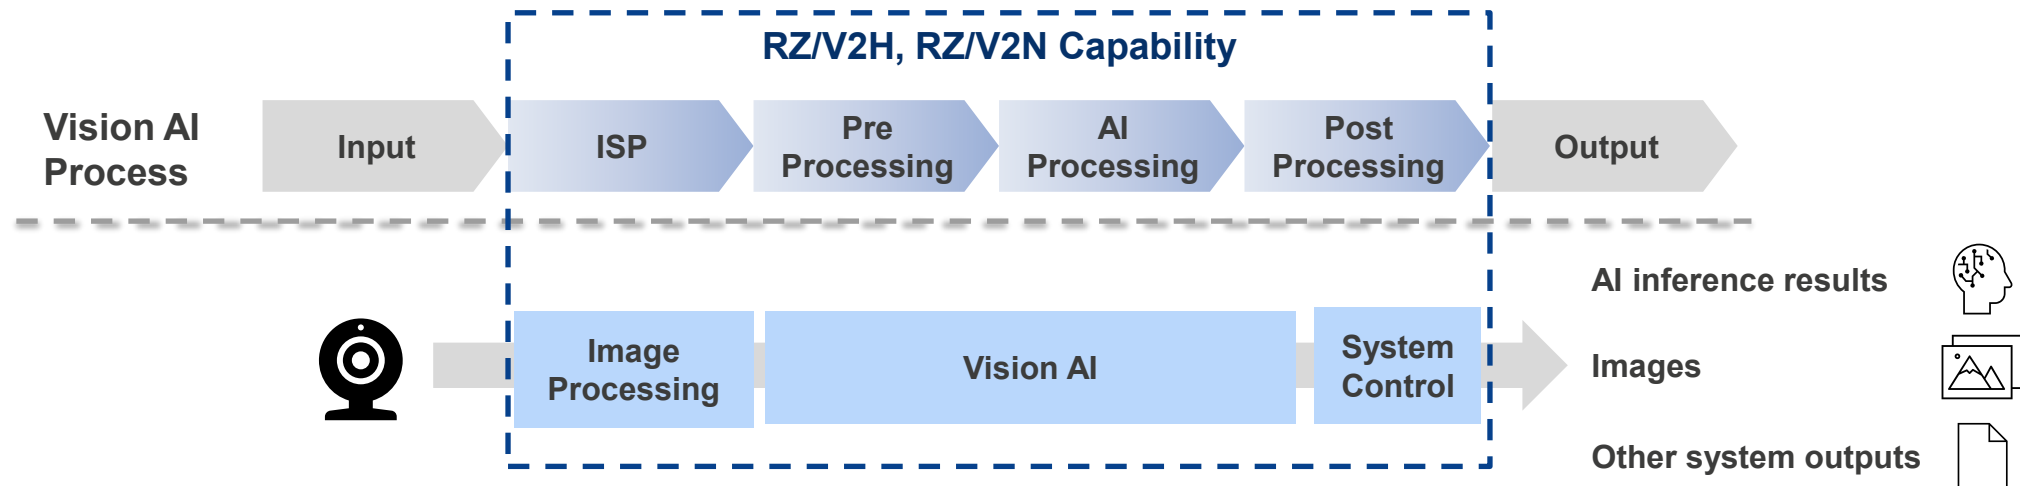 RZ/V2H, RZ/V2N Capability
Vision AI
Process
Input
ISP
Pre
Processing
AI
Processing
Post
Processing
Output
Image
Processing
Vision AI
System
Control
AI inference results
Images
Other system outputs